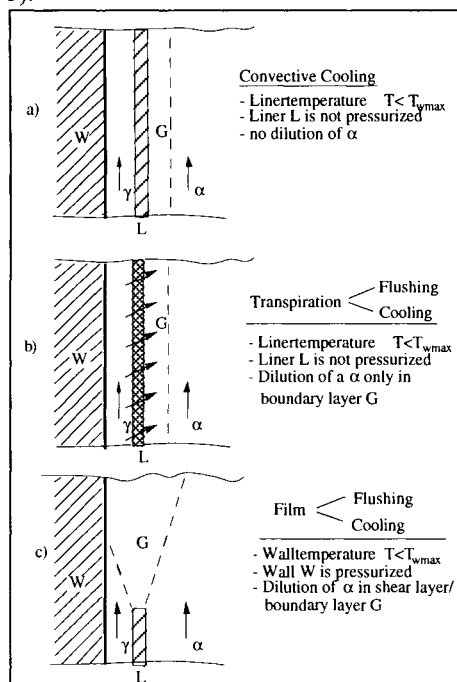 5).
a)
W
G
γ
α
L
Convective Cooling
- Linertemperature T< Twmax
- Liner L is not pressurized
- no dilution of α
b)
W
G
γ
α
L
Transpiration
Flushing
Cooling
- Linertemperature T<Twmax
- Liner L is not pressurized
- Dilution of a α only in
boundary layer G
c)
W
G
γ
α
L
Film
Flushing
Cooling
- Walltemperature T<Twmax
- Wall W is pressurized
- Dilution of α in shear layer/
boundary layer G